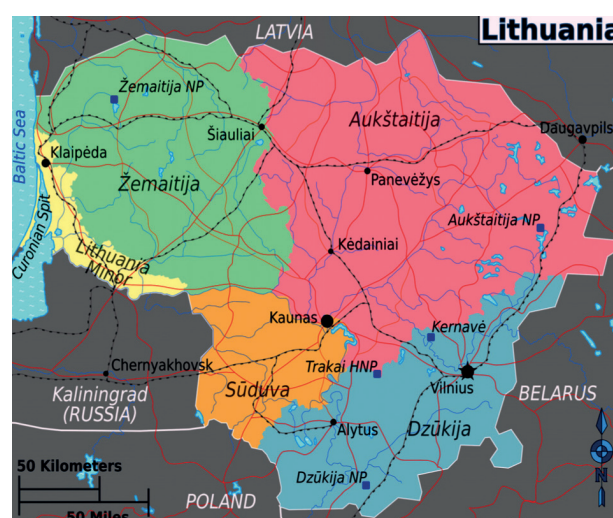 LATVIA
Lithuania
Žemaitija NP
Aukštaitija
Baltic Sea
Šiauliai
Daugavpils
Klaipėda
Žemaitija
Panevėžys
Curonian Spit
Aukštaitija NP
Lithuania
Minor
Kėdainiai
Kaunas
Kernavė
Chernyakhovsk
Trakai HNP
Kaliningrad
(RUSSIA)
Sūduva
Vilnius
BELARUS
Alytus
Dzūkija
N
50 Kilometers
Dzūkija NP
POLAND
50 Miles